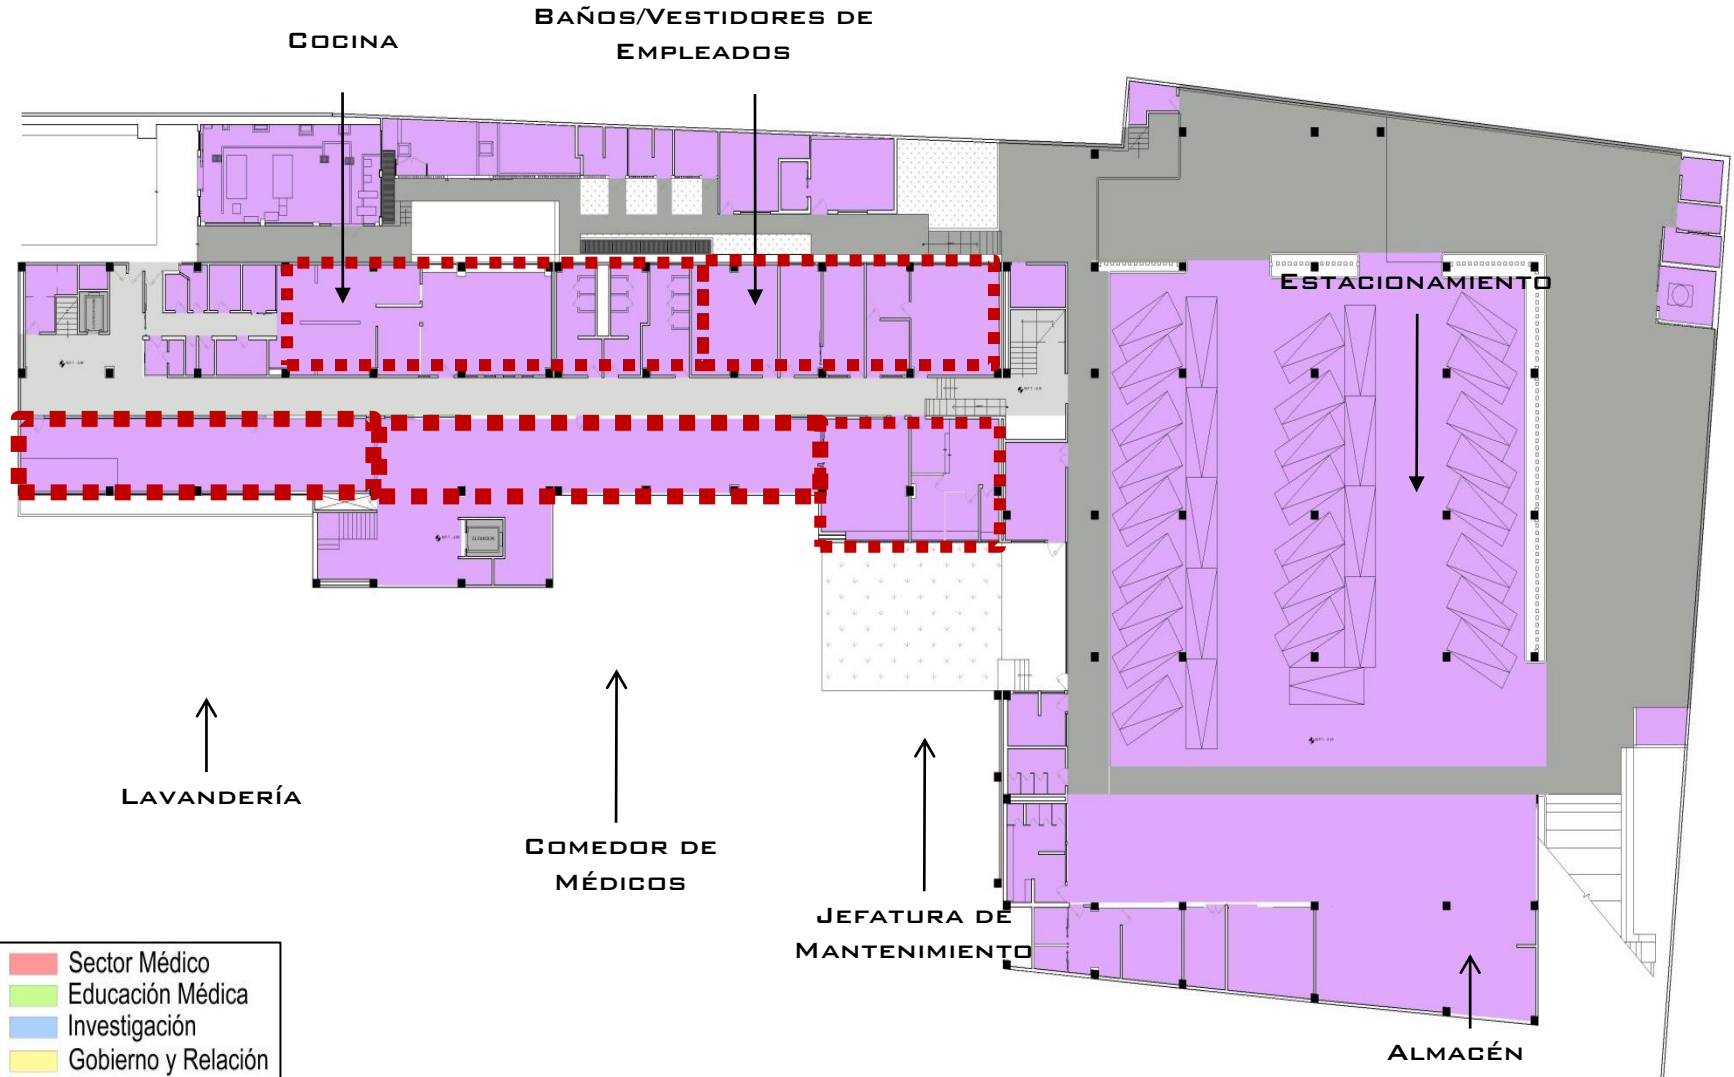 Baños/Vestidores de
Empleados
Cocina
Estacionamiento
Lavandería
Comedor de
Médicos
Jefatura de
Mantenimiento
Almacén
ELEVADOR
Sector Médico
Educación Médica
Investigación
Gobierno y Relación